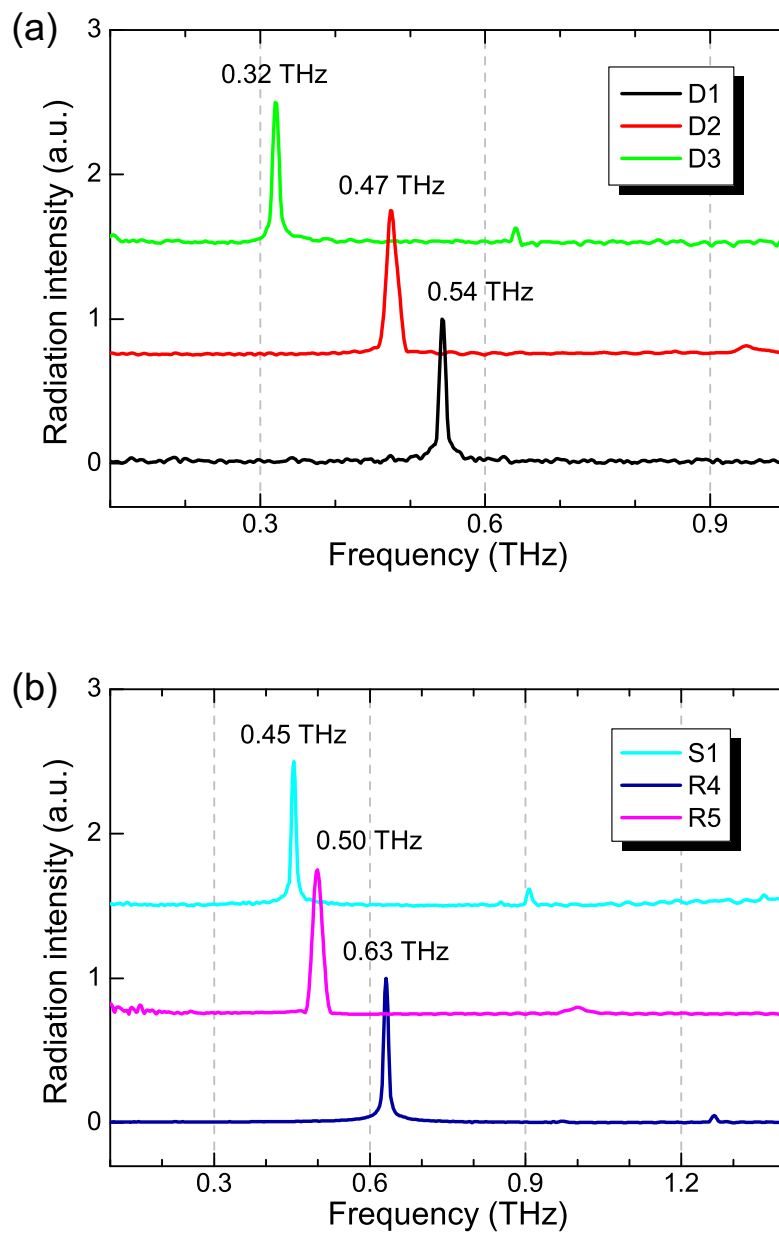 (a)
Radiation intensity (a.u.)
3
2
1
0
0.32 THz
0.47 THz
0.54 THz
D1
D2
D3
0.3 0.6 0.9
Frequency (THz)
(b)
Radiation intensity (a.u.)
3
2
1
0
0.45 THz
0.50 THz
0.63 THz
S1
R4
R5
0.3 0.6 0.9 1.2
Frequency (THz)